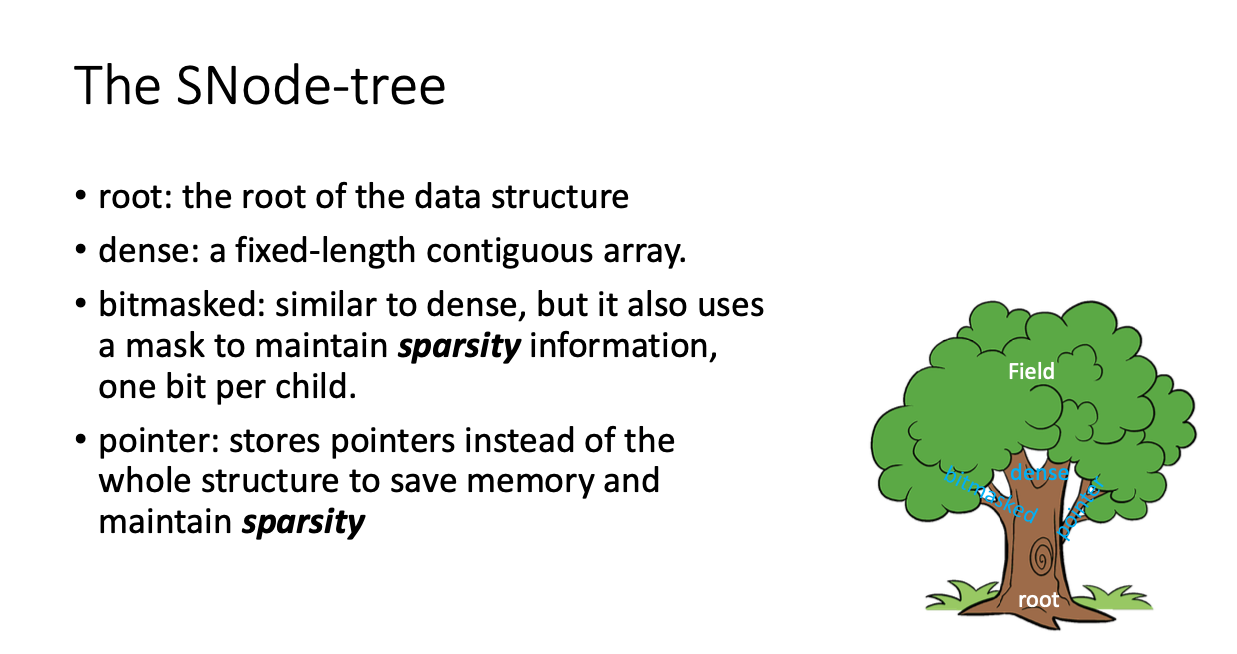 The SNode-tree
• root: the root of the data structure
• dense: a fixed-length contiguous array.
• bitmasked: similar to dense, but it also uses
a mask to maintain sparsity information,
one bit per child.
• pointer: stores pointers instead of the
whole structure to save memory and
maintain sparsity
Field
dense
bitmasked
pointer
root